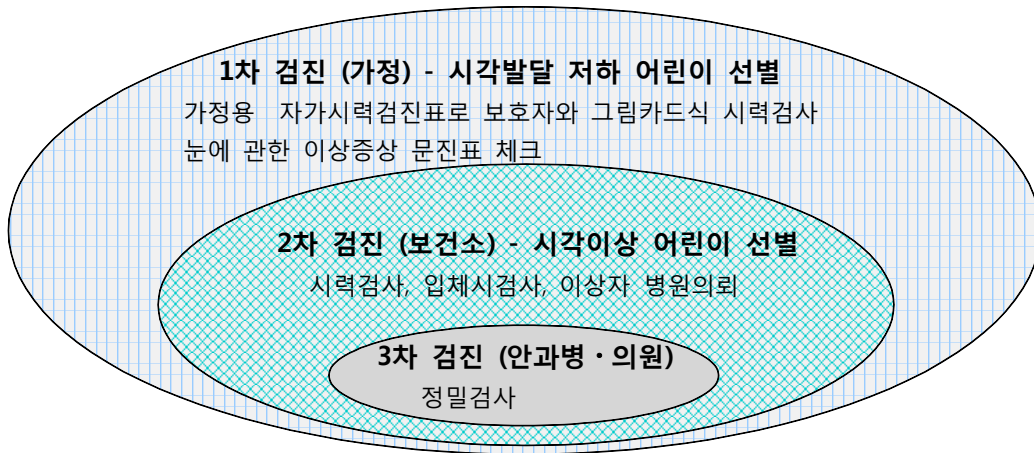 1차 검진 (가정) - 시각발달 저하 어린이 선별
가정용 자가시력검진표로 보호자와 그림카드식 시력검사
눈에 관한 이상증상 문진표 체크
2차 검진 (보건소) - 시각이상 어린이 선별
시력검사, 입체시검사, 이상자 병원의뢰
3차 검진 (안과병·의원)
정밀검사